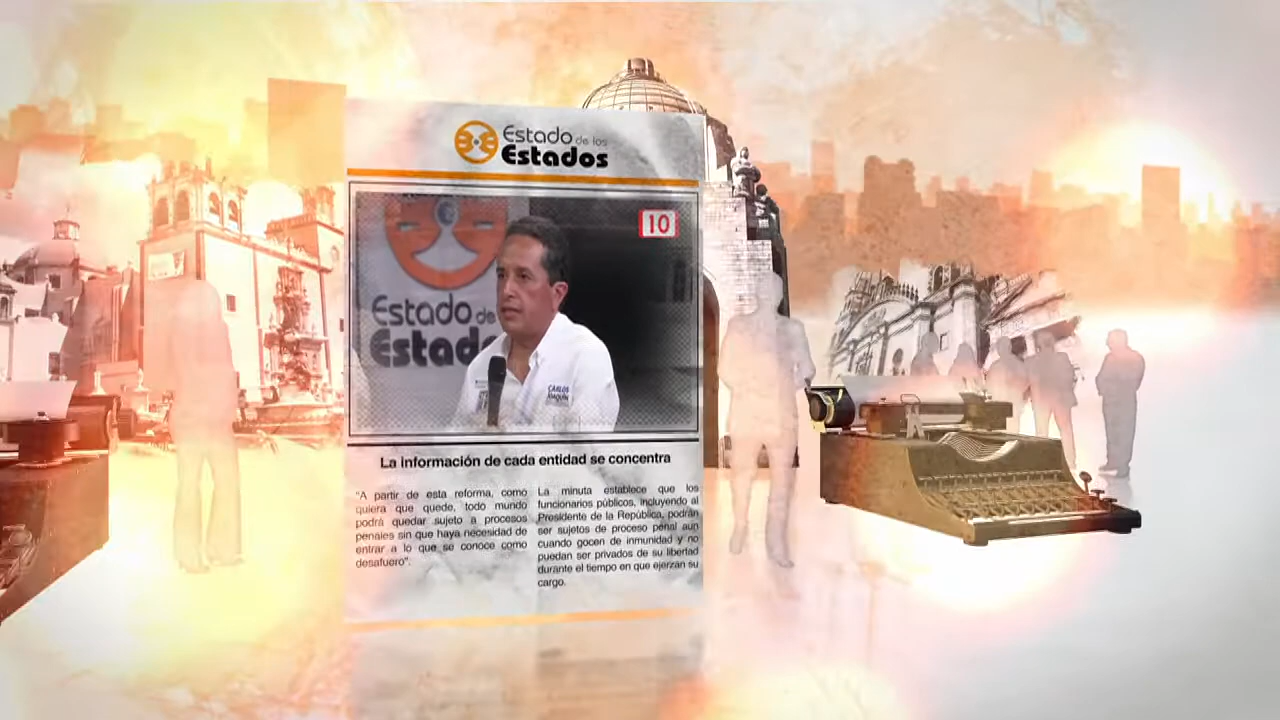 Estado de los
Estados
10
Estado de
Estado
CARLOS
JOAQUÍN
La información de cada entidad se concentra
"A partir de esta reforma, como
quiera que quede, todo mundo
podrá quedar sujeto a procesos
penales sin que haya necesidad de
entrar a lo que se conoce como
desafuero".
La minuta establece que los
funcionarios públicos, incluyendo al
Presidente de la República, podrán
ser sujetos de proceso penal aun
cuando gocen de inmunidad y no
puedan ser privados de su libertad
durante el tiempo en que ejerzan su
cargo.